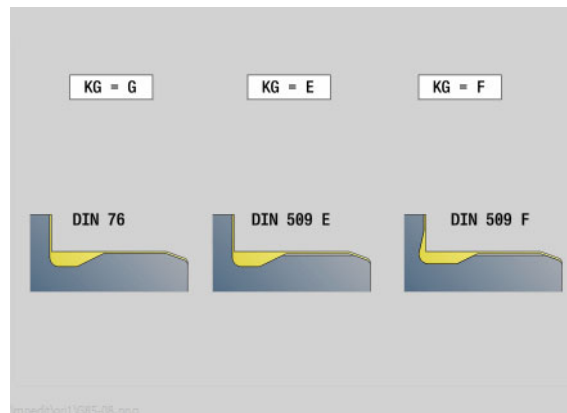 KG = G
KG = E
KG = F
DIN 76
DIN 509 E
DIN 509 F